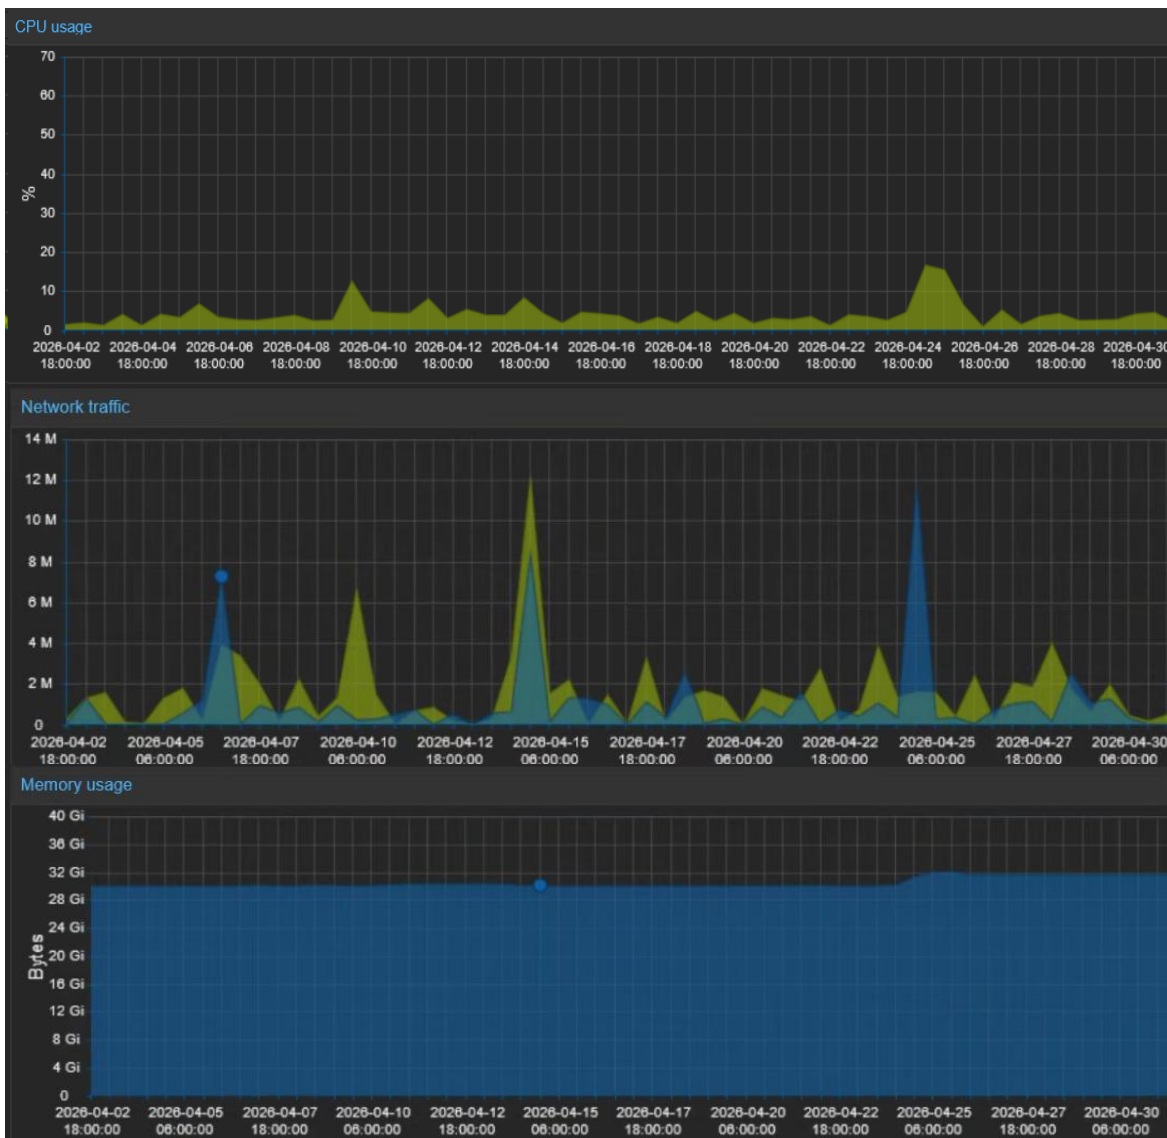 CPU usage
70
60
50
40
%
30
20
10
0
2026-04-02 2026-04-04 2026-04-06 2026-04-08 2026-04-10 2026-04-12 2026-04-14 2026-04-16 2026-04-18 2026-04-20 2026-04-22 2026-04-24 2026-04-26 2026-04-28 2026-04-30
18:00:00 18:00:00 18:00:00 18:00:00 18:00:00 18:00:00 18:00:00 18:00:00 18:00:00 18:00:00 18:00:00 18:00:00 18:00:00 18:00:00 18:00:00
Network traffic
14 M
12 M
10 M
8 M
6 M
4 M
2 M
0
2026-04-02 2026-04-05 2026-04-07 2026-04-10 2026-04-12 2026-04-15 2026-04-17 2026-04-20 2026-04-22 2026-04-25 2026-04-27 2026-04-30
18:00:00 06:00:00 18:00:00 06:00:00 18:00:00 06:00:00 18:00:00 06:00:00 18:00:00 06:00:00 18:00:00 06:00:00
Memory usage
40 Gi
36 Gi
32 Gi
28 Gi
24 Gi
Bytes
20 Gi
16 Gi
12 Gi
8 Gi
4 Gi
0
2026-04-02 2026-04-05 2026-04-07 2026-04-10 2026-04-12 2026-04-15 2026-04-17 2026-04-20 2026-04-22 2026-04-25 2026-04-27 2026-04-30
18:00:00 06:00:00 18:00:00 06:00:00 18:00:00 06:00:00 18:00:00 06:00:00 18:00:00 06:00:00 18:00:00 06:00:00